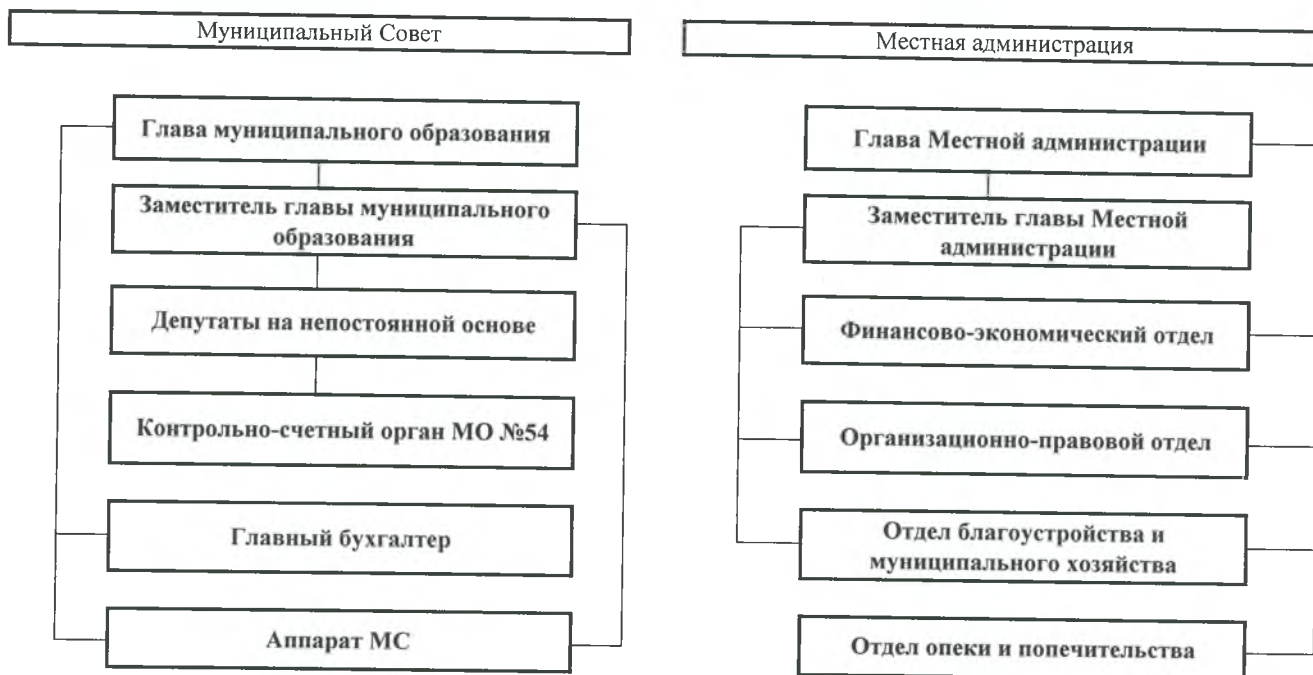 Муниципальный Совет
Глава муниципального образования
Заместитель главы муниципального
образования
Депутаты на непостоянной основе
Контрольно-счетный орган МО №54
Главный бухгалтер
Аппарат МС
Местная администрация
Глава Местной администрации
Заместитель главы Местной
администрации
Финансово-экономический отдел
Организационно-правовой отдел
Отдел благоустройства и
муниципального хозяйства
Отдел опеки и попечительства